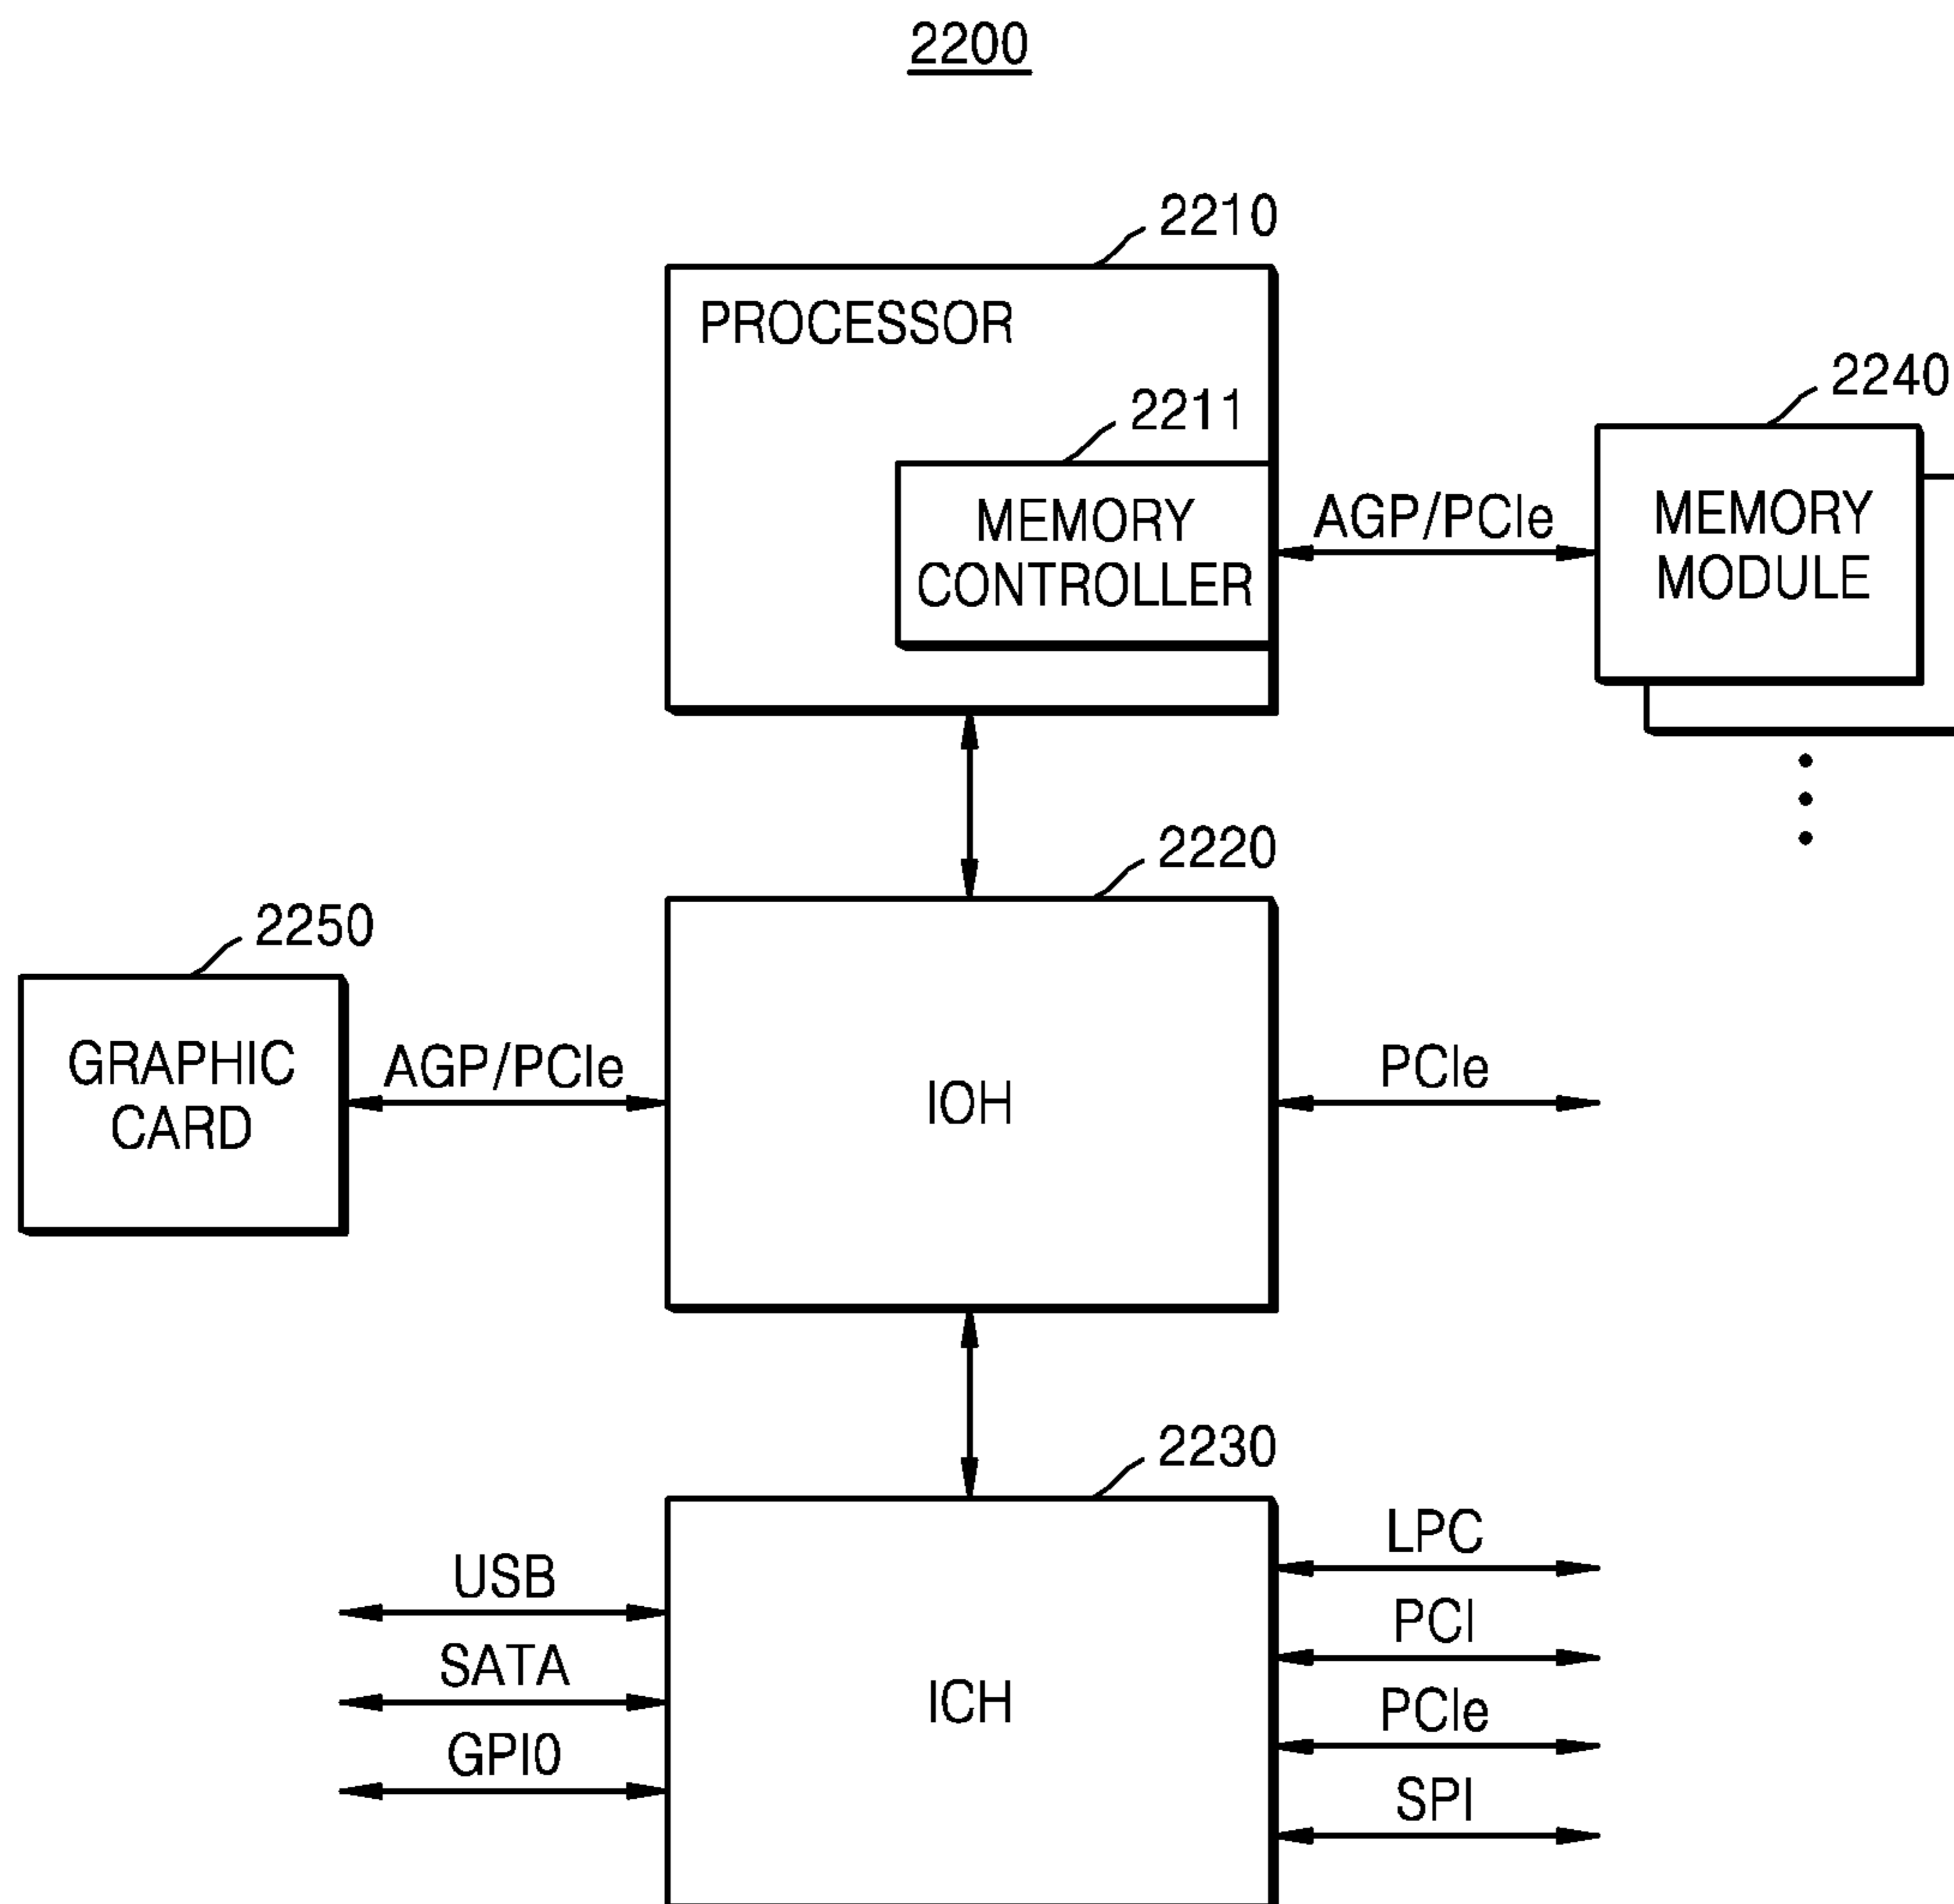 2200
2210
PROCESSOR
2211
MEMORY
CONTROLLER
AGP/PCIe
2240
MEMORY
MODULE
2220
IOH
2250
GRAPHIC
CARD
AGP/PCIe
PCIe
2230
ICH
USB
SATA
GPIO
LPC
PCI
PCIe
SPI